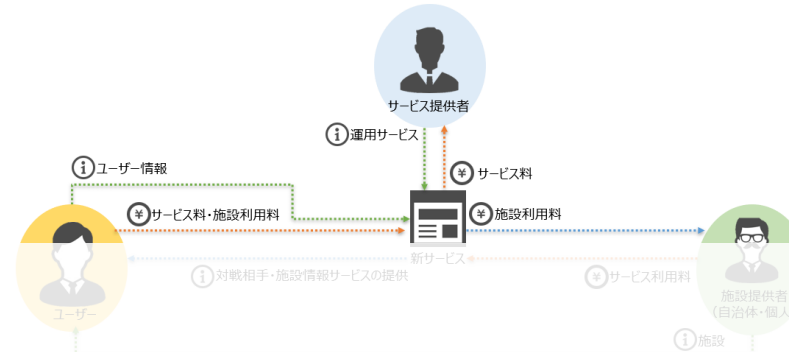 サービス提供者
i 運用サービス
i ユーザー情報
¥ サービス料
¥ サービス料・施設利用料
¥ 施設利用料
新サービス
i 対戦相手・施設情報サービスの提供
¥ サービス利用料
ユーザー
施設提供者
(自治体・個人
i 施設